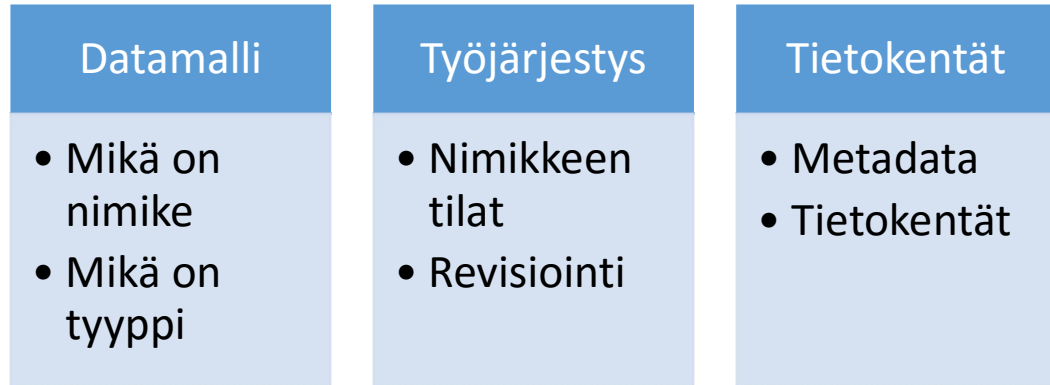 Datamalli
• Mikä on
nimike
• Mikä on
tyyppi
Työjärjestys
• Nimikkeen
tilat
• Revisiointi
Tietokentät
• Metadata
• Tietokentät